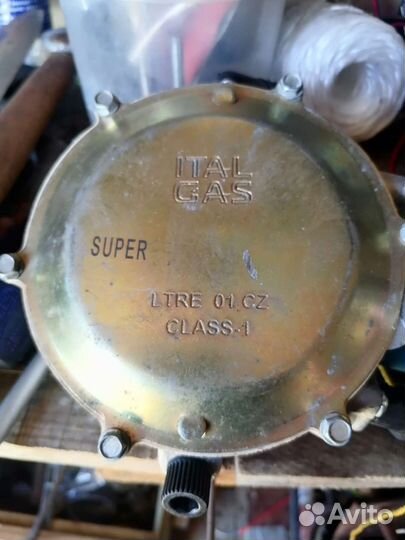 ITAL
GAS
SUPER
LTRE 01.CZ
CLASS-1
Avito